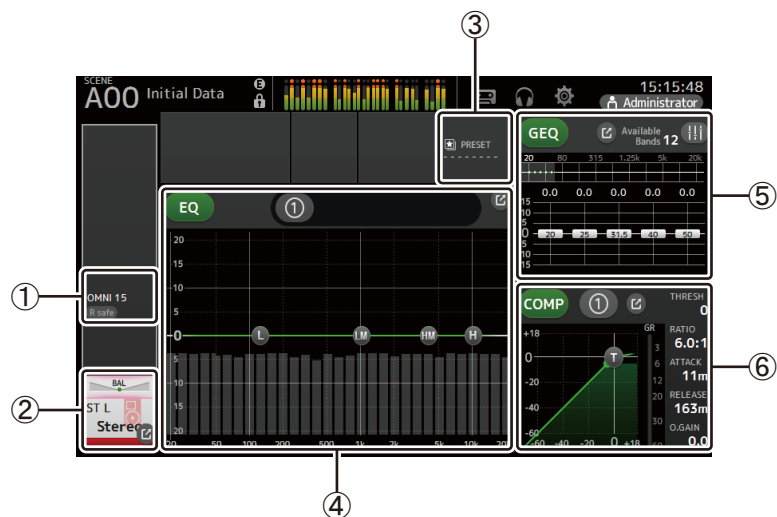 ③
SCENE
A00 Initial Data
E
15:15:48
Administrator
PRESET
GEQ
Available
Bands 12
20 80 315 1.25k 5k 20k
0.0 0.0 0.0 0.0 0.0
15
10
5
0
5
10
15
20 25 31.5 40 50
⑤
EQ
①
20
15
10
5
0
5
10
15
20
L LM HM H
20 50 100 200 500 1k 2k 5k 10k 20k
④
①
OMNI 15
R safe
②
BAL
ST L
Stereo
COMP
①
THRESH
0
+18
0
-20
-40
-60
-60 -40 -20 0 +18
T
GR
3
6
12
20
30
RATIO
6.0:1
ATTACK
11m
RELEASE
163m
O.GAIN
0.0
⑥